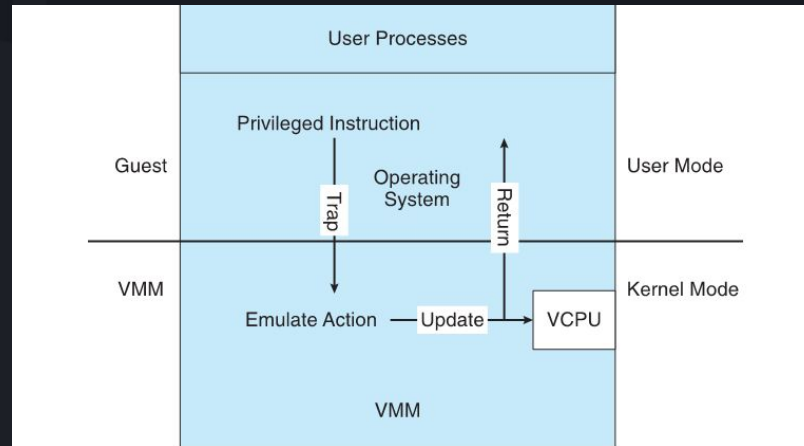 User Processes
Privileged Instruction
Guest
User Mode
Operating
System
Trap
Return
VMM
Kernel Mode
Emulate Action
Update
VCPU
VMM